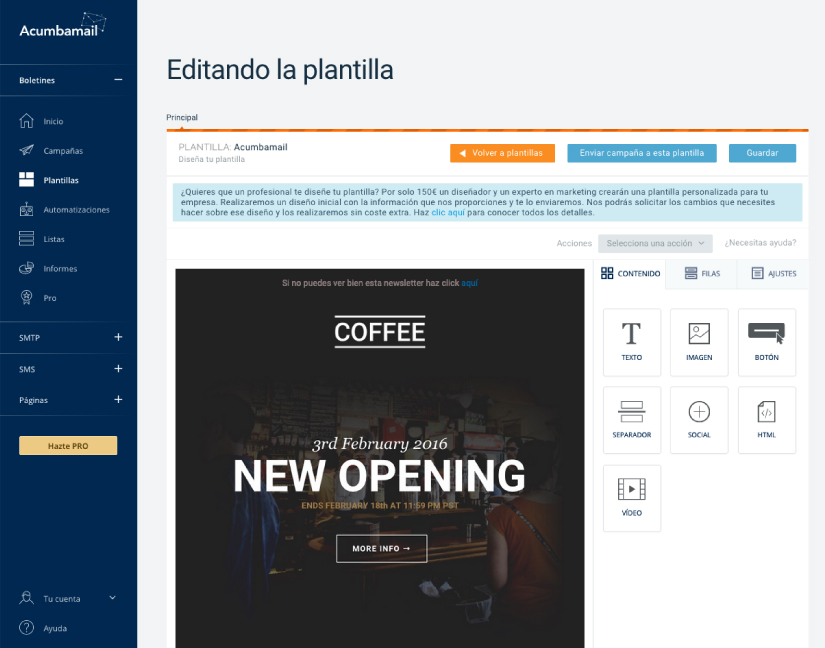 Acumbamail
Boletines
Inicio
Campañas
Plantillas
Automatizaciones
Listas
Informes
Pro
SMTP
SMS
Páginas
Hazte PRO
Tu cuenta
Ayuda
Editando la plantilla
Principal
PLANTILLA: Acumbamail
Diseña tu plantilla
Volver a plantillas
Enviar campaña a esta plantilla
Guardar
¿Quieres que un profesional te diseñe tu plantilla? Por solo 150€ un diseñador y un experto en marketing crearán una plantilla personalizada para tu
empresa. Realizaremos un diseño inicial con la información que nos proporciones y te lo enviaremos. Nos podrás solicitar los cambios que necesites
hacer sobre ese diseño y los realizaremos sin coste extra. Haz clic aquí para conocer todos los detalles.
Acciones
Selecciona una acción
¿Necesitas ayuda?
Si no puedes ver bien esta newsletter haz click aquí
COFFEE
3rd February 2016
NEW OPENING
ENDS FEBRUARY 18th AT 11:59 PM PST
MORE INFO →
CONTENIDO
FILAS
AJUSTES
TEXTO
IMAGEN
BOTÓN
SEPARADOR
SOCIAL
HTML
VÍDEO